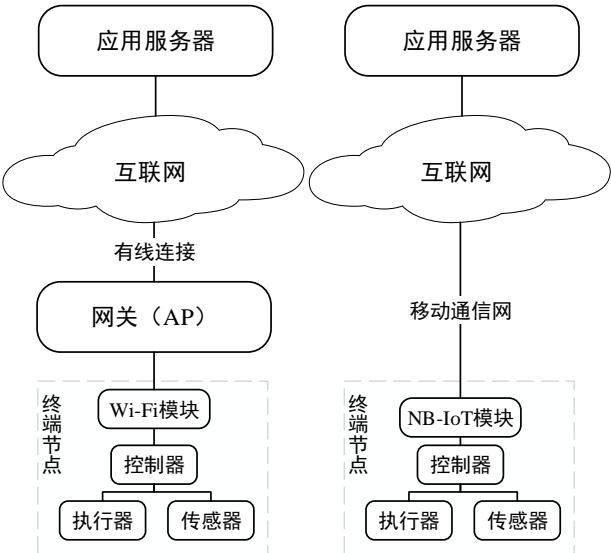 应用服务器
互联网
有线连接
网关（AP）
终端节点
Wi-Fi模块
控制器
执行器
传感器
应用服务器
互联网
移动通信网
终端节点
NB-IoT模块
控制器
执行器
传感器